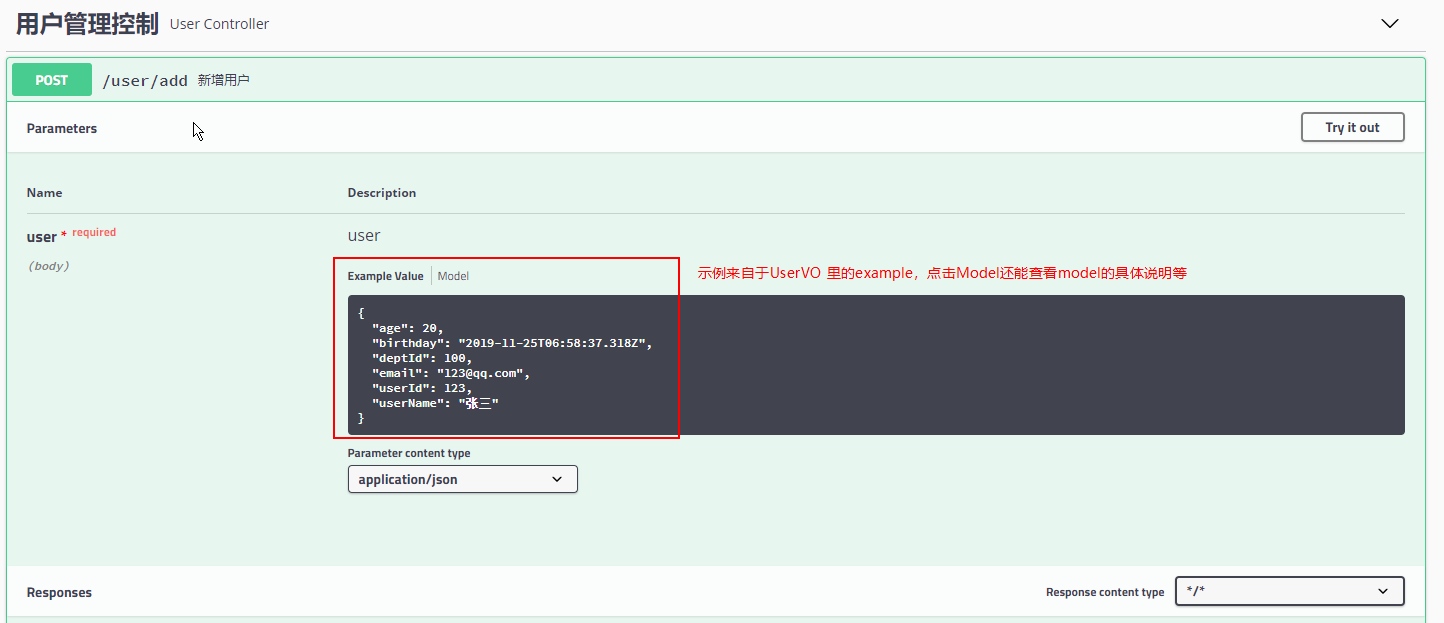 用户管理控制 User Controller
POST /user/add 新增用户
Parameters Try it out
Name Description
user * required user
(body)
Example Value Model 示例来自于UserVO 里的example，点击Model还能查看model的具体说明等
{
"age": 20,
"birthday": "2019-11-25T06:58:37.318Z",
"deptId": 100,
"email": "123@qq.com",
"userId": 123,
"userName": "张三"
}
Parameter content type
application/json
Responses Response content type */*